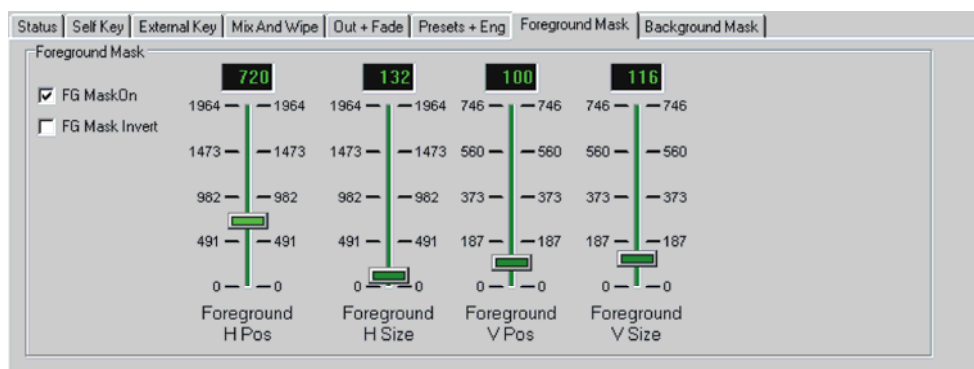 Status Self Key External Key Mix And Wipe Out + Fade Presets + Eng Foreground Mask Background Mask
Foreground Mask
720 132 100 116
FG MaskOn
FG Mask Invert
1964 1964 1964 1964 746 746 746 746
1473 1473 1473 1473 560 560 560 560
982 982 982 982 373 373 373 373
491 491 491 491 187 187 187 187
0 0 0 0 0 0 0 0
Foreground Foreground Foreground Foreground
H Pos H Size V Pos V Size